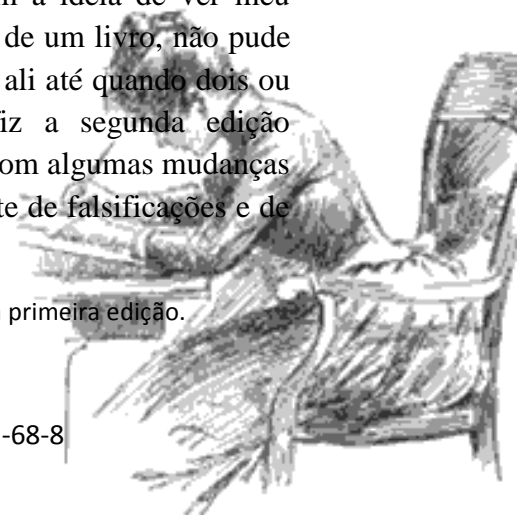 a ideia de ver meu
de um livro, não pude
ali até quando dois ou
fiz a segunda edição
com algumas mudanças
te de falsificações e de
primeira edição.
-68-8